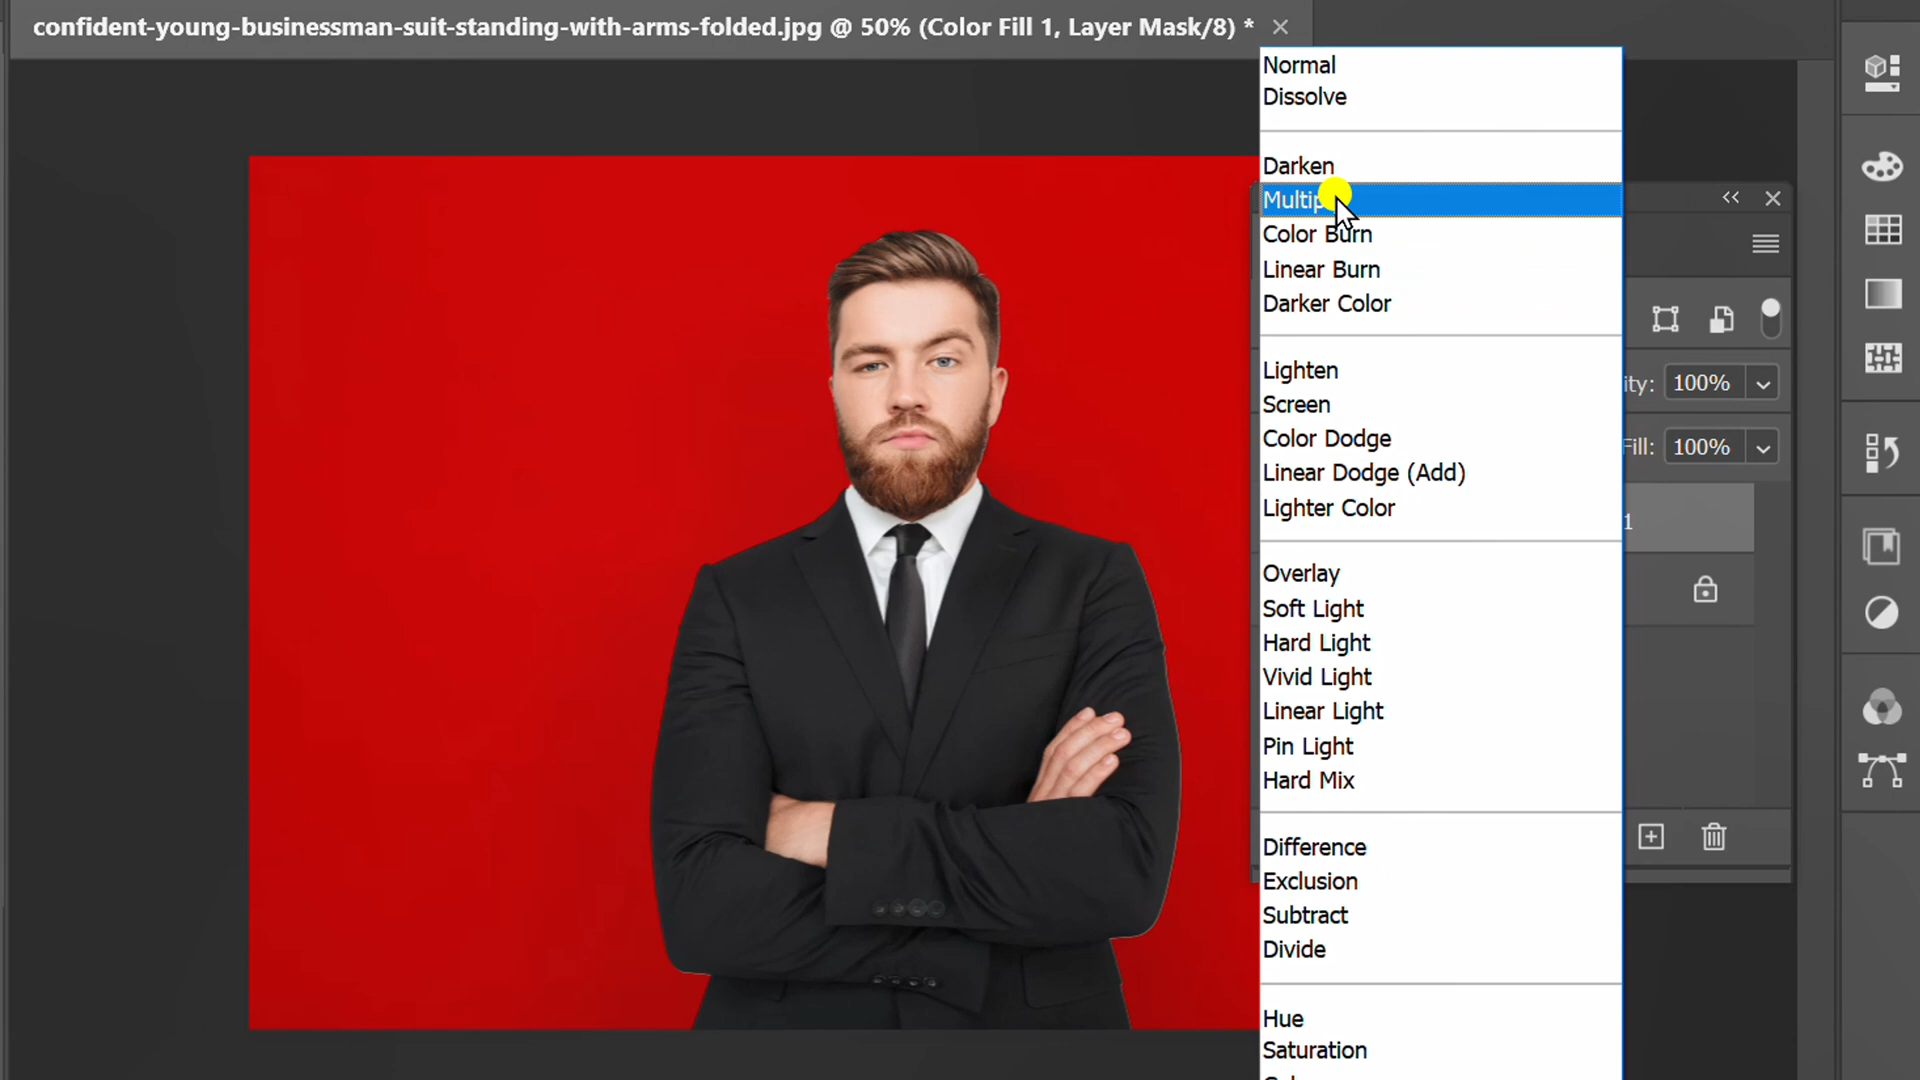 confident-young-businessman-suit-standing-with-arms-folded.jpg @ 50% (Color Fill 1, Layer Mask/8) *
Normal
Dissolve
Darken
Multip
Color Burn
Linear Burn
Darker Color
Lighten
Screen
Color Dodge
Linear Dodge (Add)
Lighter Color
Overlay
Soft Light
Hard Light
Vivid Light
Linear Light
Pin Light
Hard Mix
Difference
Exclusion
Subtract
Divide
Hue
Saturation
ity: 100%
Fill: 100%
1